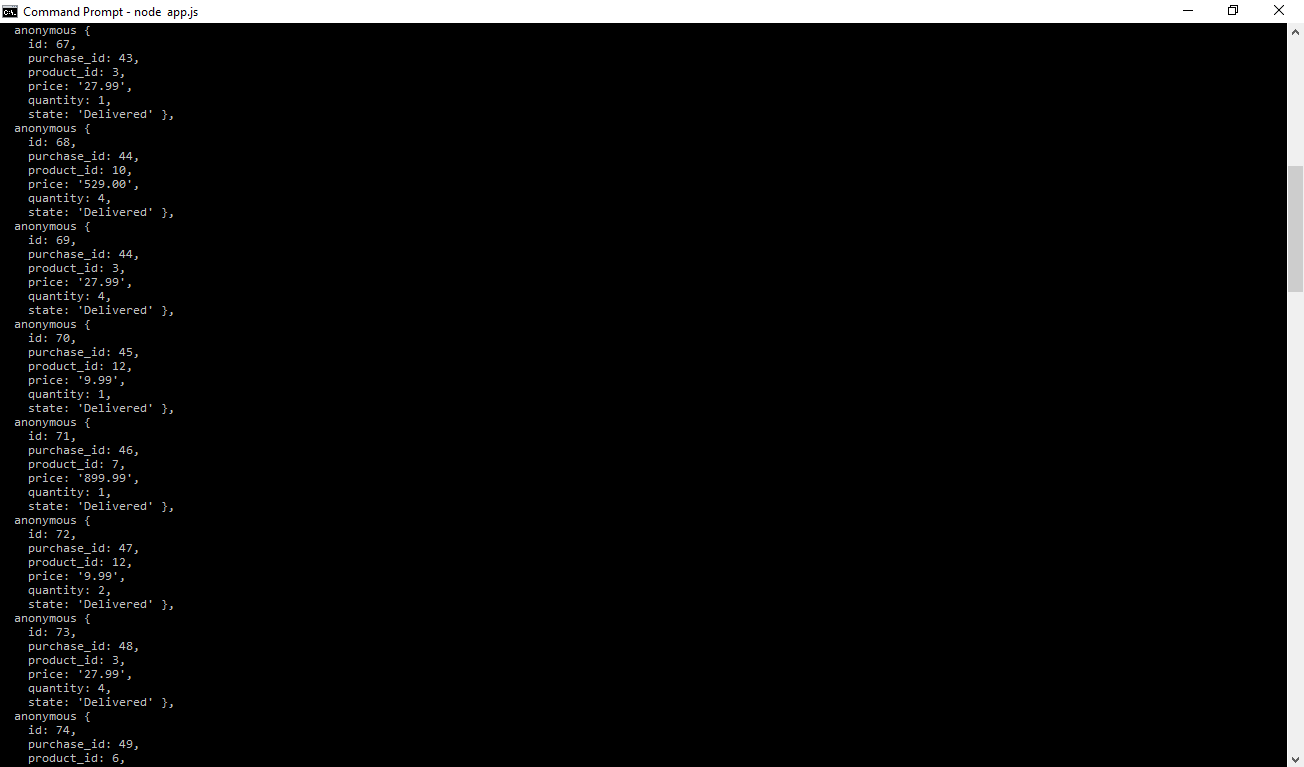 Command Prompt - node  app.js
anonymous {
id: 67,
purchase_id: 43,
product_id: 3,
price: '27.99',
quantity: 1,
state: 'Delivered' },
anonymous {
id: 68,
purchase_id: 44,
product_id: 10,
price: '529.00',
quantity: 4,
state: 'Delivered' },
anonymous {
id: 69,
purchase_id: 44,
product_id: 3,
price: '27.99',
quantity: 4,
state: 'Delivered' },
anonymous {
id: 70,
purchase_id: 45,
product_id: 12,
price: '9.99',
quantity: 1,
state: 'Delivered' },
anonymous {
id: 71,
purchase_id: 46,
product_id: 7,
price: '899.99',
quantity: 1,
state: 'Delivered' },
anonymous {
id: 72,
purchase_id: 47,
product_id: 12,
price: '9.99',
quantity: 2,
state: 'Delivered' },
anonymous {
id: 73,
purchase_id: 48,
product_id: 3,
price: '27.99',
quantity: 4,
state: 'Delivered' },
anonymous {
id: 74,
purchase_id: 49,
product_id: 6,